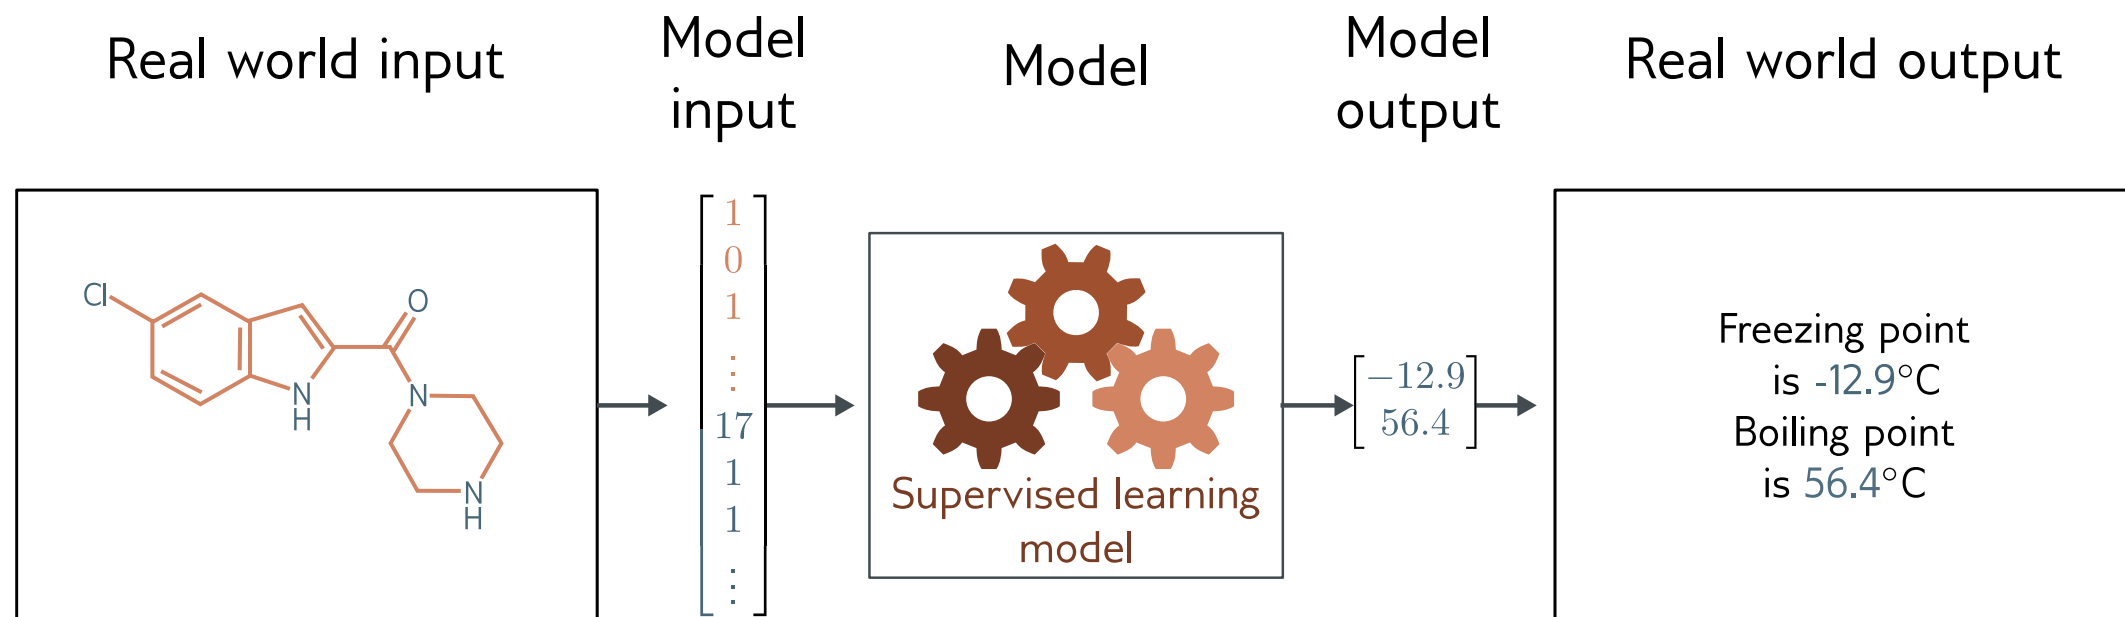 Real world input
Model
input
Model
Model
output
Real world output
Cl
O
N
H
N
N
H
1
0
1
⋮
17
1
1
⋮
Supervised learning
model
−12.9
56.4
Freezing point
is -12.9°C
Boiling point
is 56.4°C